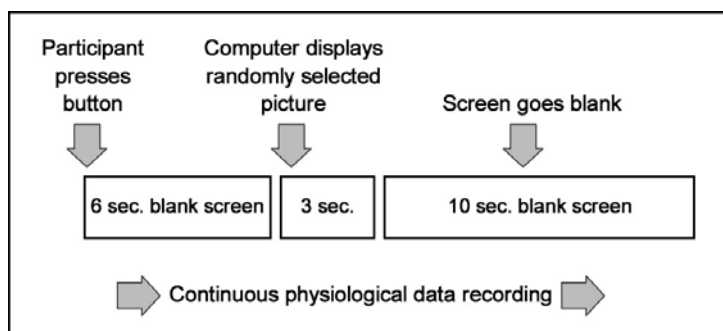 Participant
presses
button
Computer displays
randomly selected
picture
Screen goes blank
6 sec. blank screen
3 sec.
10 sec. blank screen
Continuous physiological data recording